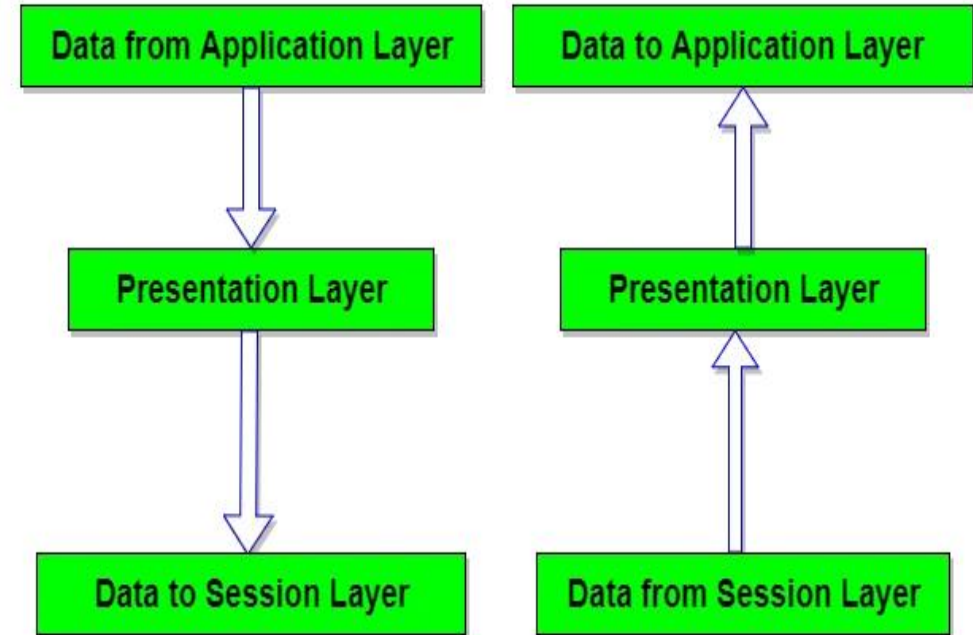 Data from Application Layer
Data to Application Layer
Presentation Layer
Presentation Layer
Data to Session Layer
Data from Session Layer